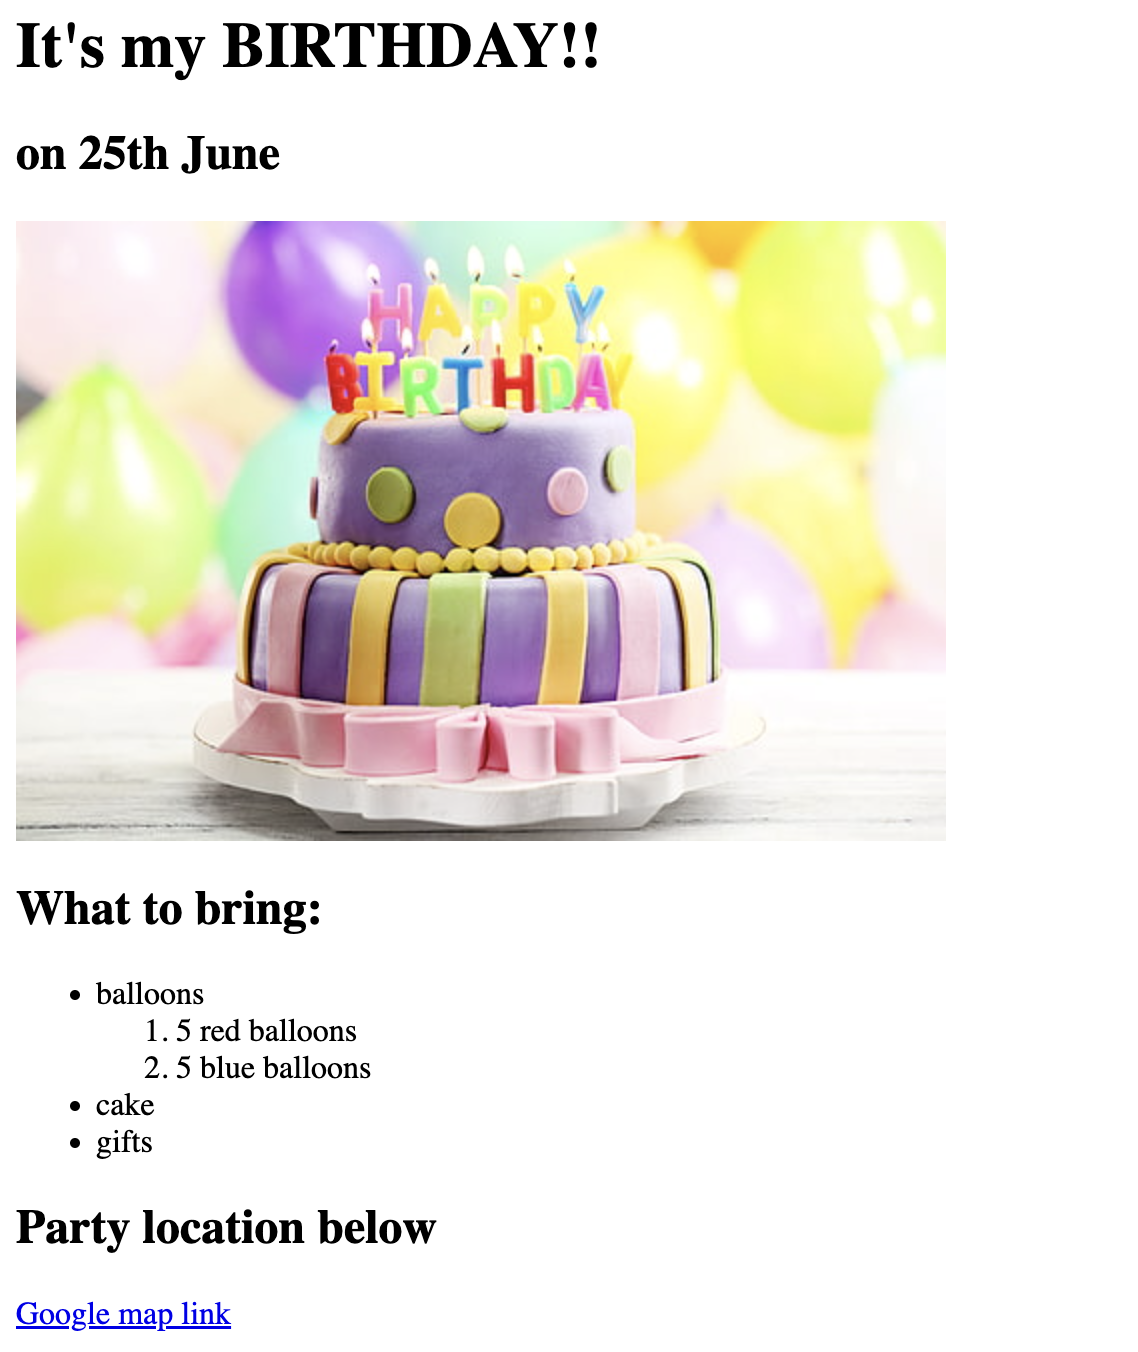 It's my BIRTHDAY!!
on 25th June
HAPPY
BIRTHDAY
What to bring:
• balloons
1. 5 red balloons
2. 5 blue balloons
• cake
• gifts
Party location below
Google map link